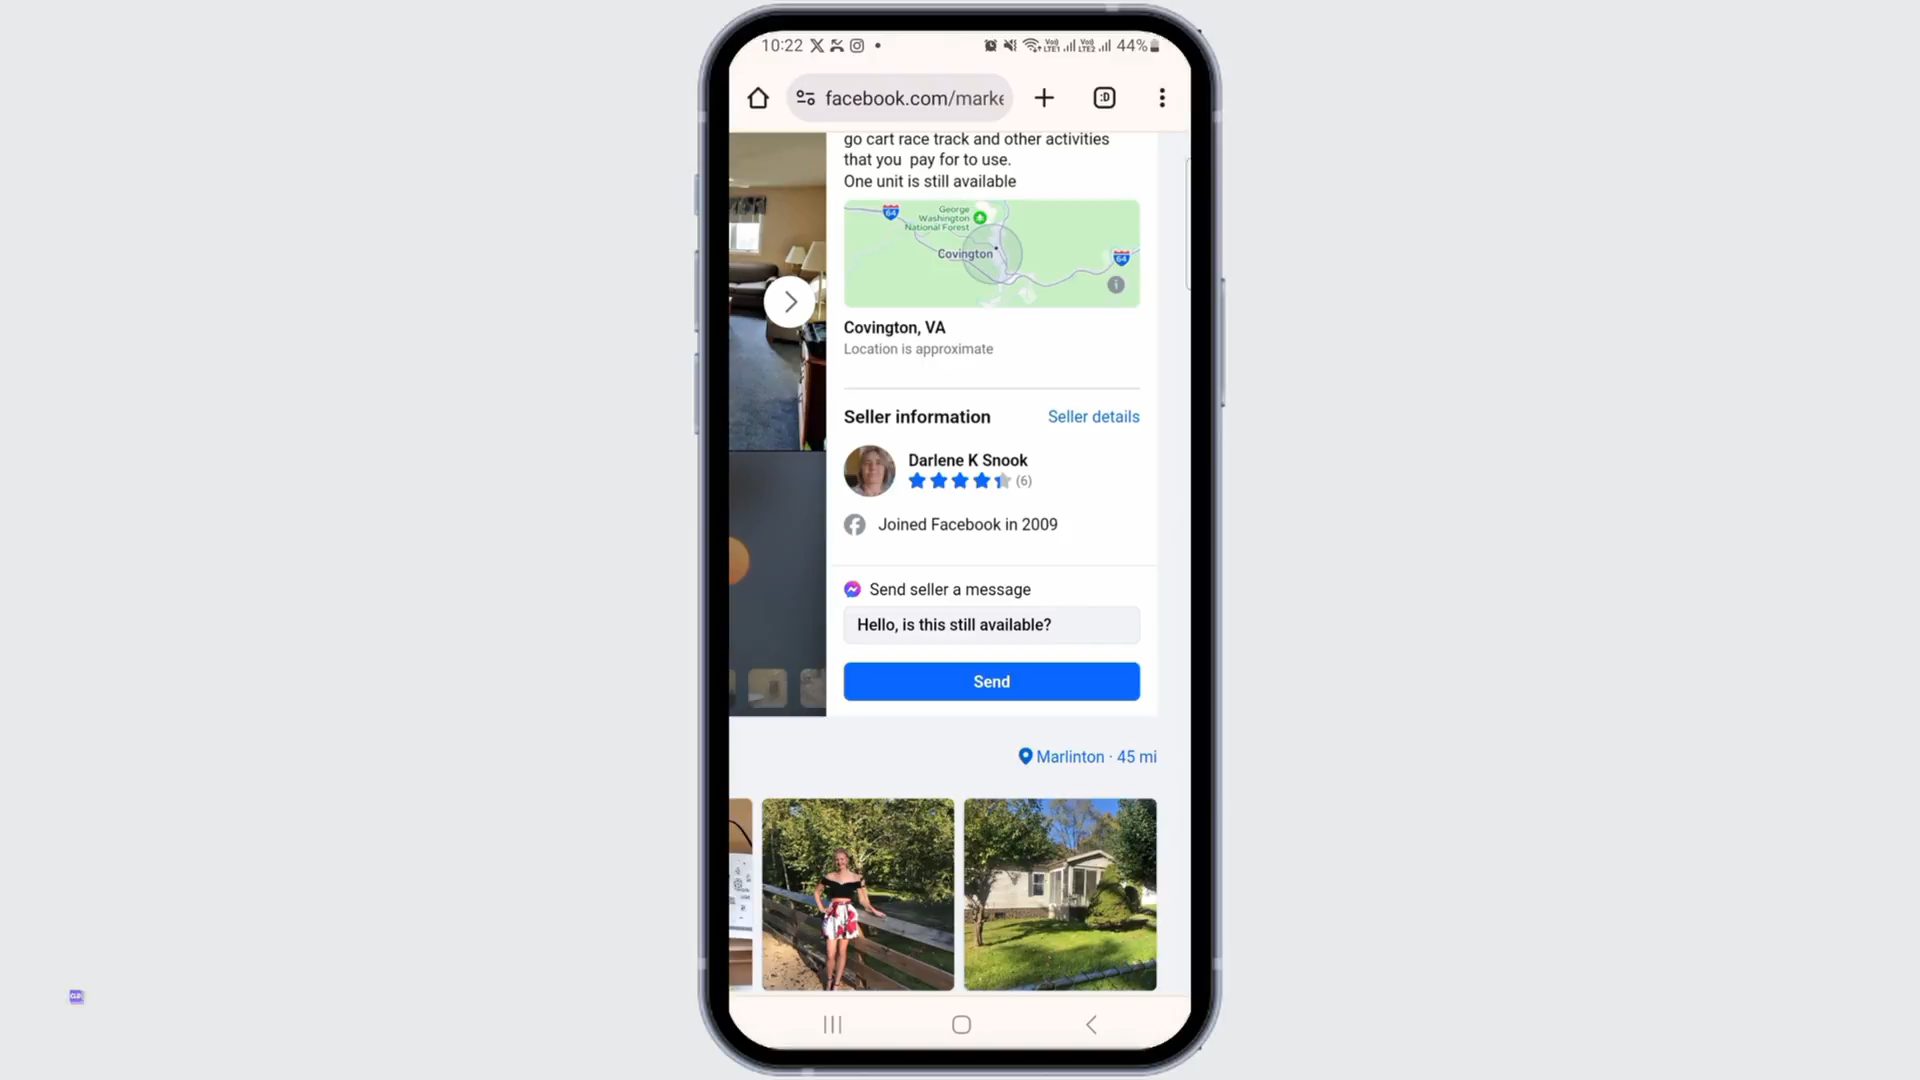 10:22
44%
facebook.com/marke
:D
go cart race track and other activities
that you pay for to use.
One unit is still available
64
George
Washington
National Forest
Covington
64
Covington, VA
Location is approximate
Seller information
Seller details
Darlene K Snook
(6)
Joined Facebook in 2009
Send seller a message
Hello, is this still available?
Send
Marlinton · 45 mi